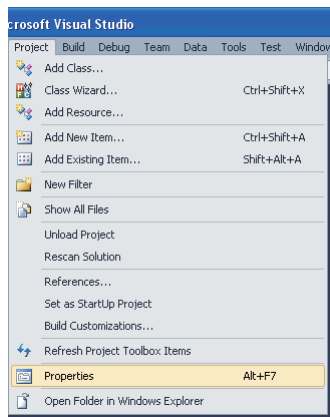 crosoft Visual Studio
Project Build Debug Team Data Tools Test Window
Add Class...
Class Wizard... Ctrl+Shift+X
Add Resource...
Add New Item... Ctrl+Shift+A
Add Existing Item... Shift+Alt+A
New Filter
Show All Files
Unload Project
Rescan Solution
References...
Set as StartUp Project
Build Customizations...
Refresh Project Toolbox Items
Properties Alt+F7
Open Folder in Windows Explorer